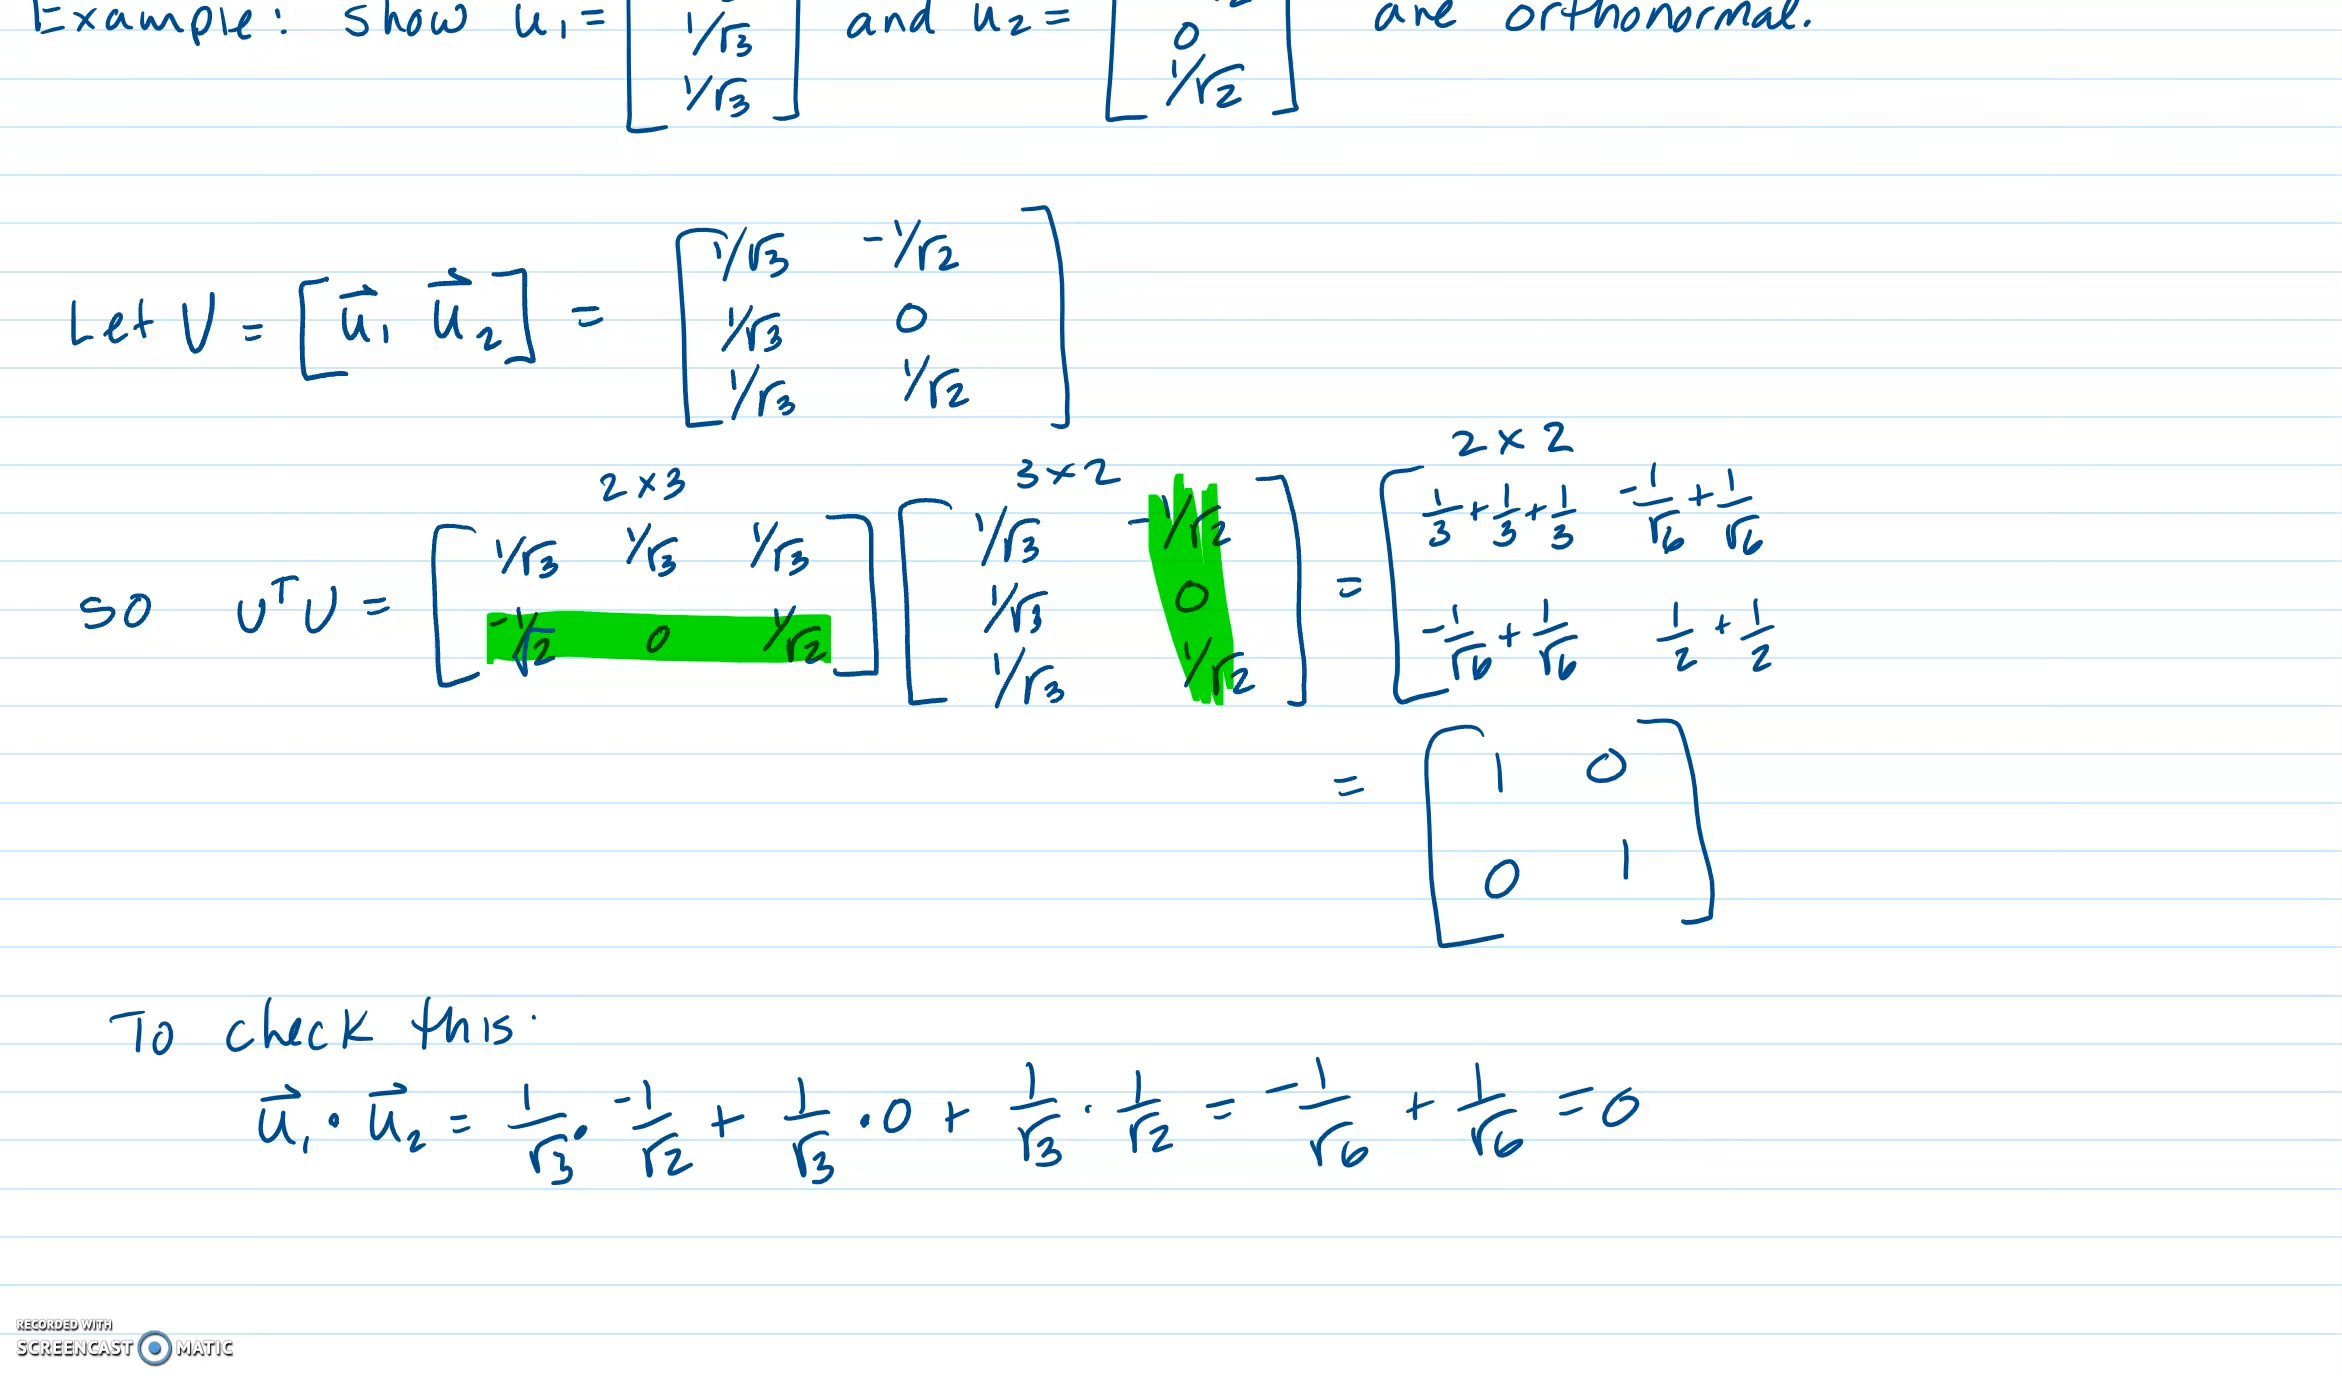 Example: show u₁ = [ 1/√3 1/√3 ] and u₂ = [ 0 1/√2 ] are orthonormal.
Let U = [u⃗₁ u⃗₂] = [ 1/√3 -1/√2
1/√3 0
1/√3 1/√2 ]
2×3 3×2 2×2
so UᵀU = [ 1/√3 1/√3 1/√3
-1/√2 0 1/√2 ] [ 1/√3 -1/√2
1/√3 0
1/√3 1/√2 ] = [ 1/3 + 1/3 + 1/3 -1/√6 + 1/√6
-1/√6 + 1/√6 1/2 + 1/2 ]
= [ 1 0
0 1 ]
To check this:
u⃗₁ · u⃗₂ = 1/√3 · -1/√2 + 1/√3 · 0 + 1/√3 · 1/√2 = -1/√6 + 1/√6 = 0
RECORDED WITH
SCREENCAST MATIC